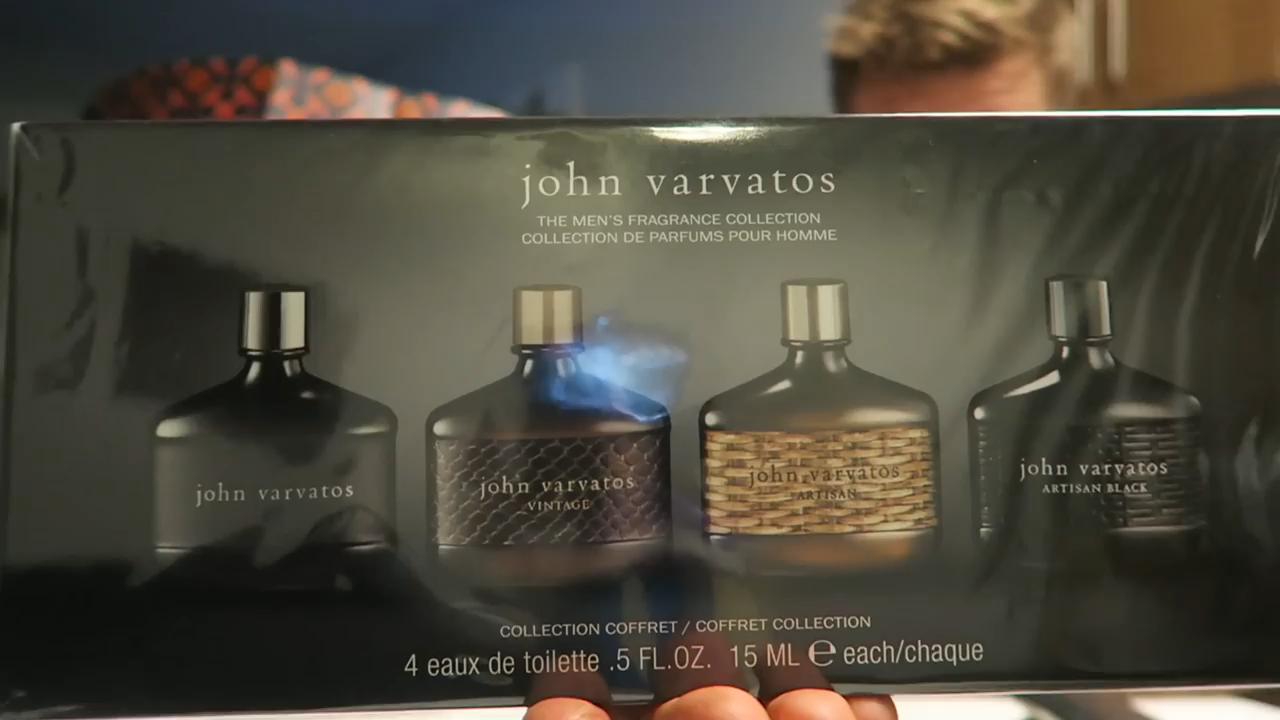 john varvatos
THE MEN'S FRAGRANCE COLLECTION
COLLECTION DE PARFUMS POUR HOMME
john varvatos
john varvatos
VINTAGE
john varvatos
ARTISAN
john varvatos
ARTISAN BLACK
COLLECTION COFFRET / COFFRET COLLECTION
4 eaux de toilette .5 FL.OZ. 15 ML ℮ each/chaque